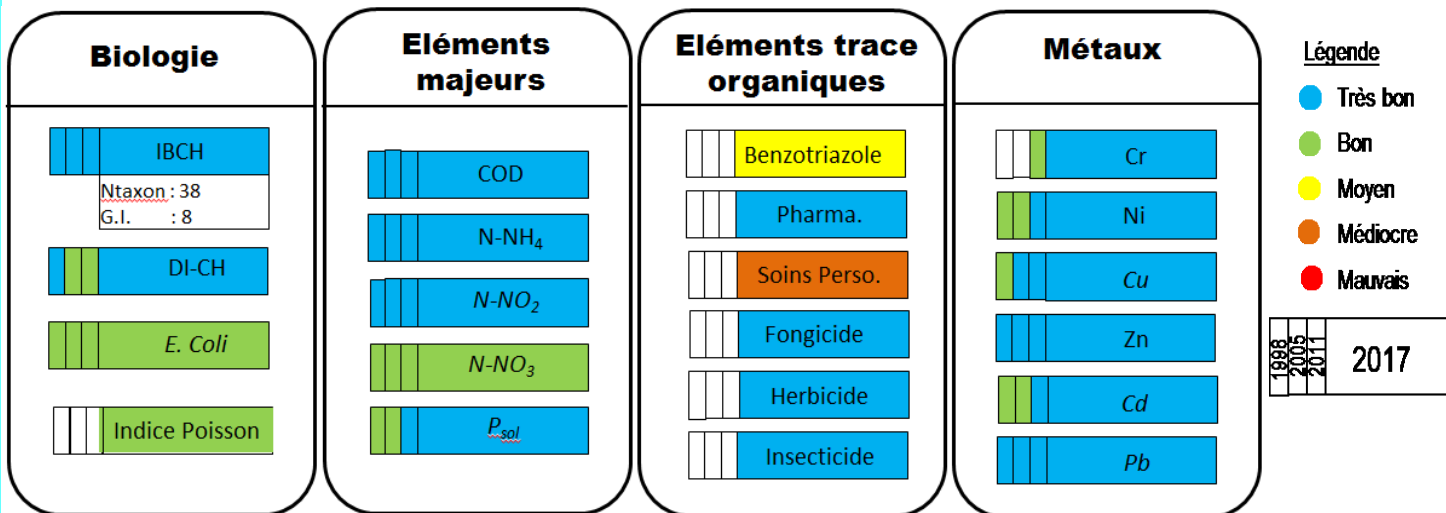 Biologie
IBCH
Ntaxon : 38
G.I. : 8
DI-CH
E. Coli
Indice Poisson
Eléments
majeurs
COD
N-NH₄
N-NO₂
N-NO₃
Psol
Eléments trace
organiques
Benzotriazole
Pharma.
Soins Perso.
Fongicide
Herbicide
Insecticide
Métaux
Cr
Ni
Cu
Zn
Cd
Pb
Légende
Très bon
Bon
Moyen
Médiocre
Mauvais
1998
2005
2011
2017